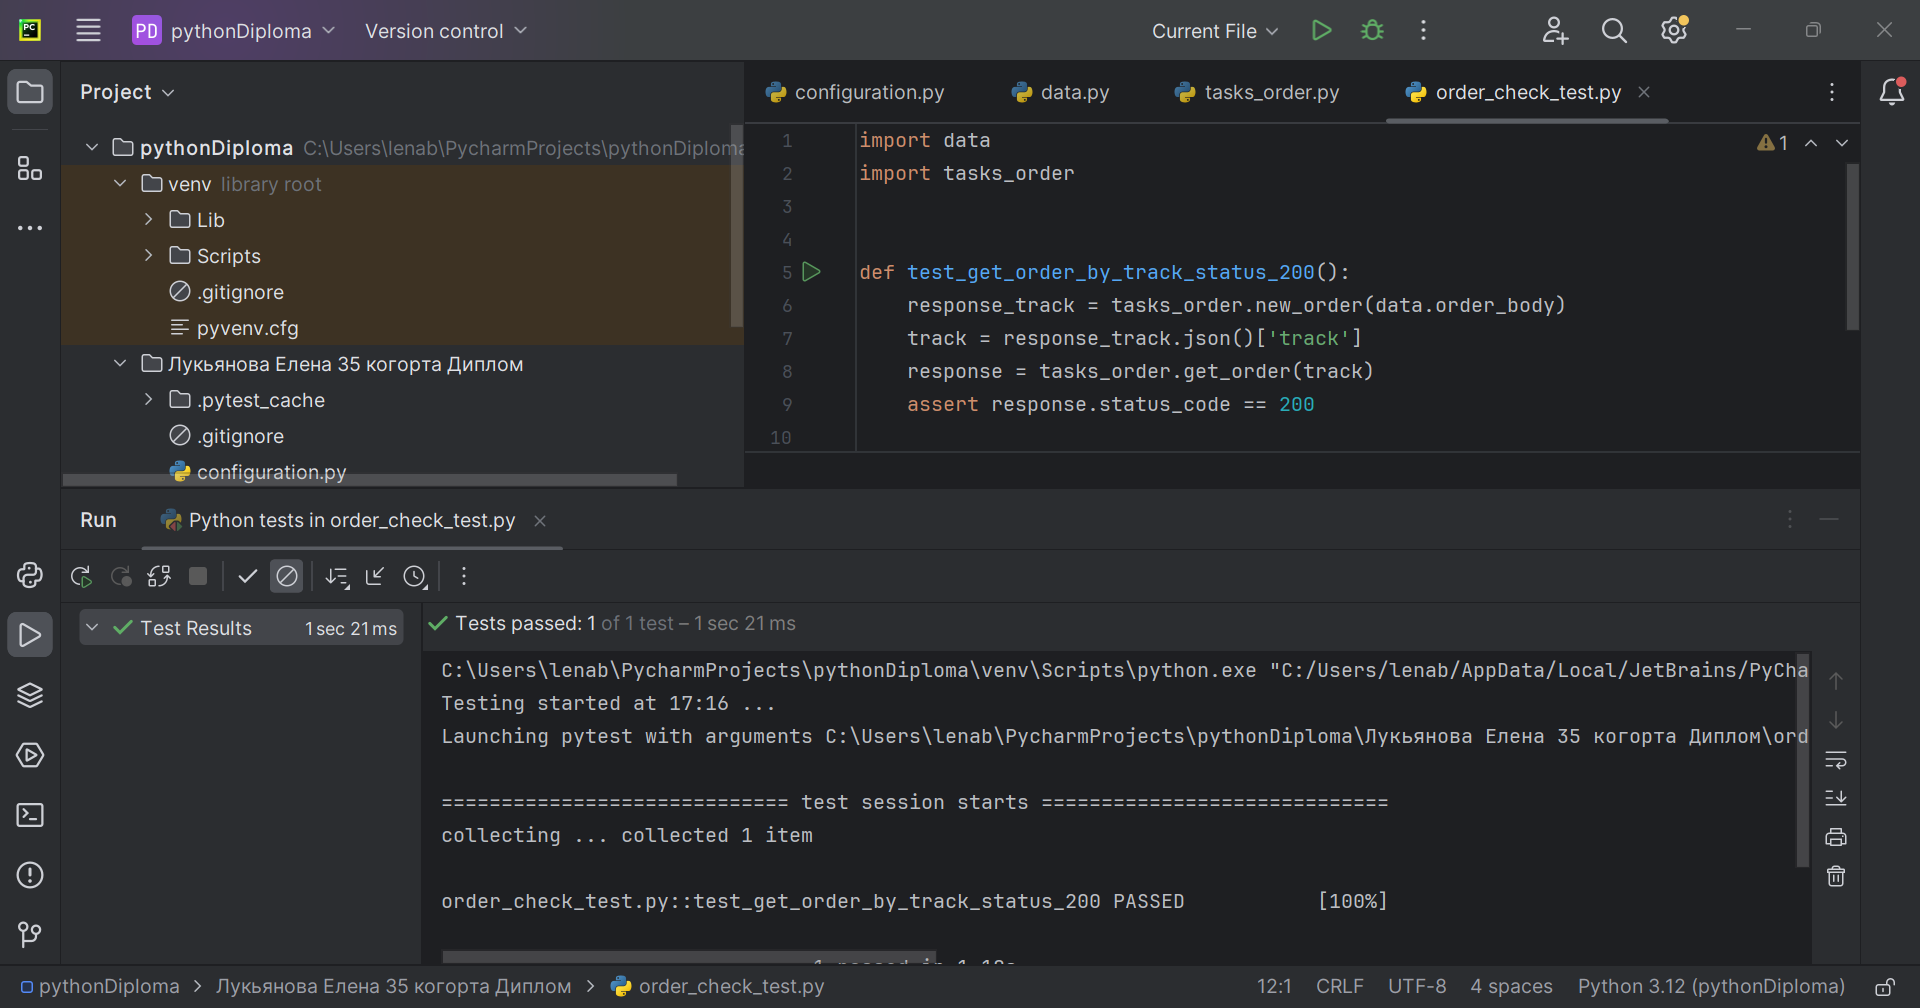 PD pythonDiploma Version control Current File
Project
configuration.py data.py tasks_order.py order_check_test.py
pythonDiploma C:\Users\lenab\PycharmProjects\pythonDiploma
venv library root
Lib
Scripts
.gitignore
pyvenv.cfg
Лукьянова Елена 35 когорта Диплом
.pytest_cache
.gitignore
configuration.py
1 import data
2 import tasks_order
3
4
5 def test_get_order_by_track_status_200():
6 response_track = tasks_order.new_order(data.order_body)
7 track = response_track.json()['track']
8 response = tasks_order.get_order(track)
9 assert response.status_code == 200
10
1
Run Python tests in order_check_test.py
Test Results 1 sec 21 ms
Tests passed: 1 of 1 test – 1 sec 21 ms
C:\Users\lenab\PycharmProjects\pythonDiploma\venv\Scripts\python.exe "C:/Users/lenab/AppData/Local/JetBrains/PyCha
Testing started at 17:16 ...
Launching pytest with arguments C:\Users\lenab\PycharmProjects\pythonDiploma\Лукьянова Елена 35 когорта Диплом\ord
============================= test session starts =============================
collecting ... collected 1 item
order_check_test.py::test_get_order_by_track_status_200 PASSED [100%]
pythonDiploma > Лукьянова Елена 35 когорта Диплом > order_check_test.py
12:1 CRLF UTF-8 4 spaces Python 3.12 (pythonDiploma)